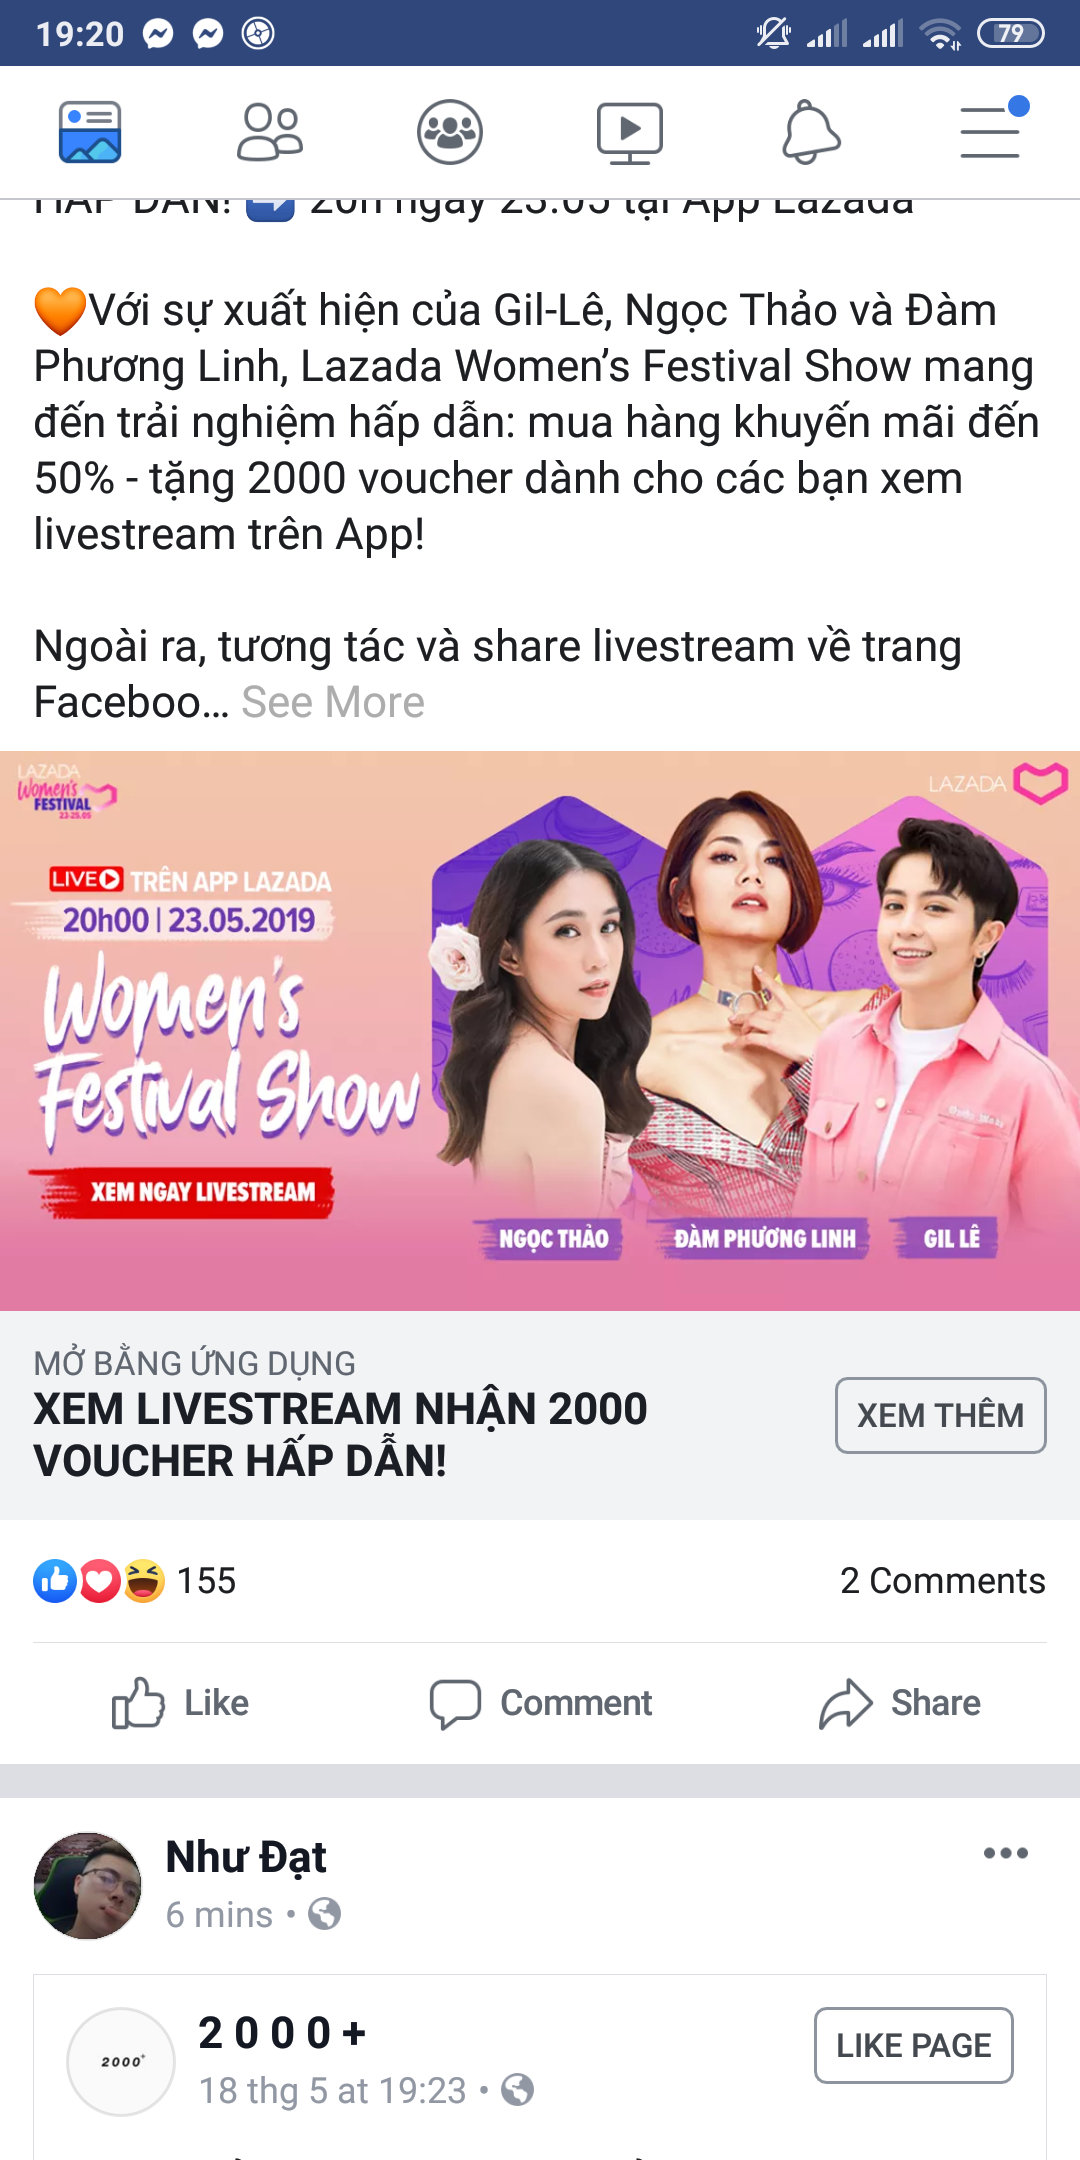 19:20
79
HẤP DẪN! ➡️ 20h ngày 23.05 tại App Lazada
🧡Với sự xuất hiện của Gil-Lê, Ngọc Thảo và Đàm
Phương Linh, Lazada Women’s Festival Show mang
đến trải nghiệm hấp dẫn: mua hàng khuyến mãi đến
50% - tặng 2000 voucher dành cho các bạn xem
livestream trên App!
Ngoài ra, tương tác và share livestream về trang
Faceboo... See More
LAZADA
Women's
FESTIVAL
23-25.05
LAZADA
LIVE TRÊN APP LAZADA
20h00 | 23.05.2019
Women's
Festival Show
XEM NGAY LIVESTREAM
NGỌC THẢO
ĐÀM PHƯƠNG LINH
GIL LÊ
MỞ BẰNG ỨNG DỤNG
XEM LIVESTREAM NHẬN 2000
VOUCHER HẤP DẪN!
XEM THÊM
155
2 Comments
Like
Comment
Share
Như Đạt
6 mins •
2000+
2 0 0 0 +
18 thg 5 at 19:23 •
LIKE PAGE